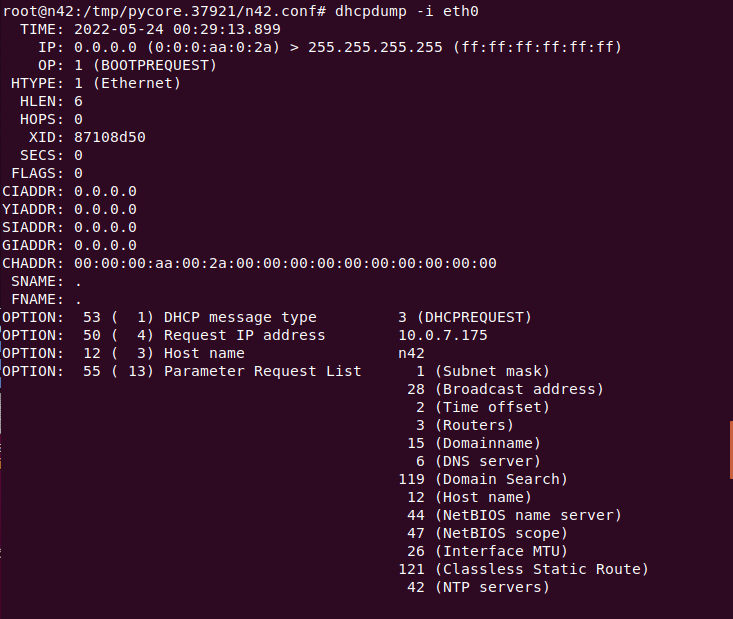 root@n42:/tmp/pycore.37921/n42.conf# dhcpdump -i eth0
  TIME: 2022-05-24 00:29:13.899
    IP: 0.0.0.0 (0:0:0:aa:0:2a) > 255.255.255.255 (ff:ff:ff:ff:ff:ff)
    OP: 1 (BOOTPREQUEST)
 HTYPE: 1 (Ethernet)
  HLEN: 6
  HOPS: 0
   XID: 87108d50
  SECS: 0
 FLAGS: 0
CIADDR: 0.0.0.0
YIADDR: 0.0.0.0
SIADDR: 0.0.0.0
GIADDR: 0.0.0.0
CHADDR: 00:00:00:aa:00:2a:00:00:00:00:00:00:00:00:00:00
 SNAME: .
 FNAME: .
OPTION:  53 (  1) DHCP message type         3 (DHCPREQUEST)
OPTION:  50 (  4) Request IP address        10.0.7.175
OPTION:  12 (  3) Host name                 n42
OPTION:  55 ( 13) Parameter Request List      1 (Subnet mask)
                                             28 (Broadcast address)
                                              2 (Time offset)
                                              3 (Routers)
                                             15 (Domainname)
                                              6 (DNS server)
                                            119 (Domain Search)
                                             12 (Host name)
                                             44 (NetBIOS name server)
                                             47 (NetBIOS scope)
                                             26 (Interface MTU)
                                            121 (Classless Static Route)
                                             42 (NTP servers)